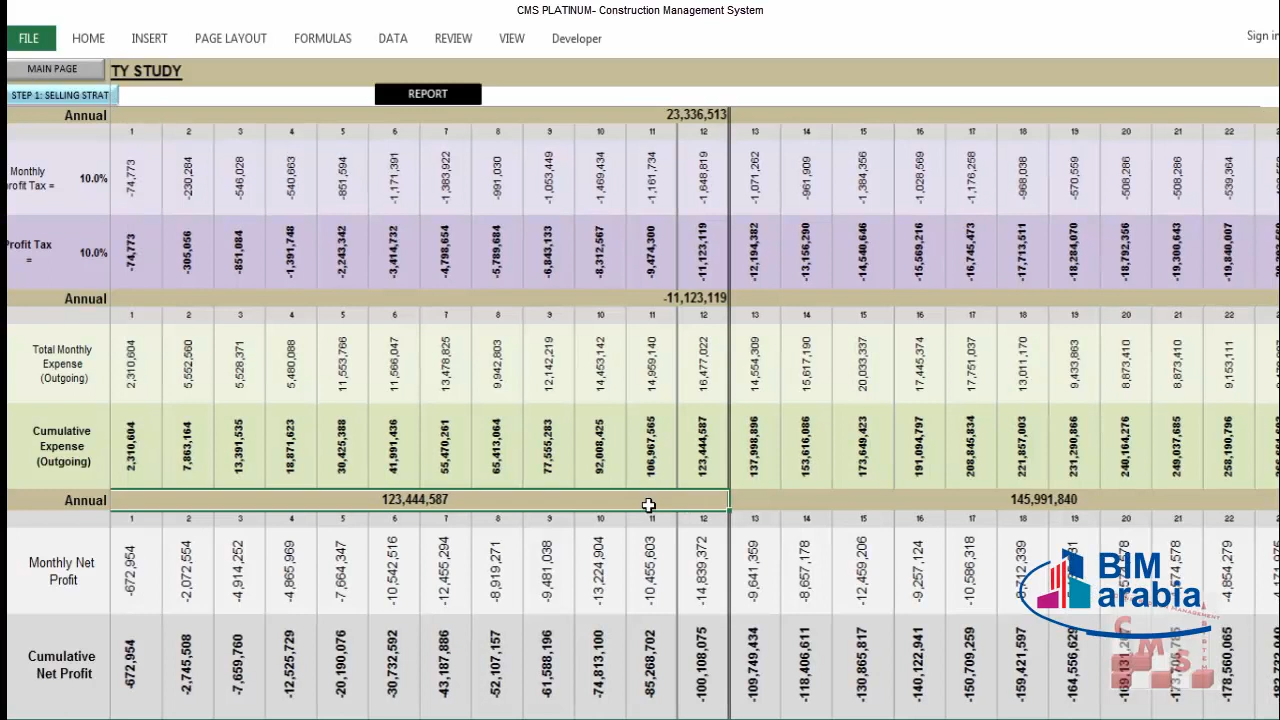 CMS PLATINUM- Construction Management System
FILE HOME INSERT PAGE LAYOUT FORMULAS DATA REVIEW VIEW Developer Sign in
MAIN PAGE TY STUDY
STEP 1: SELLING STRAT REPORT
Annual 23,336,513
1 2 3 4 5 6 7 8 9 10 11 12 13 14 15 16 17 18 19 20 21 22
Monthly
rofit Tax = 10.0% -74,773 -230,284 -546,028 -540,663 -851,594 -1,171,391 -1,383,922 -991,030 -1,053,449 -1,469,434 -1,161,734 -1,648,819 -1,071,262 -961,909 -1,384,356 -1,028,569 -1,176,258 -968,038 -570,559 -508,286 -508,286 -539,364
Profit Tax
= 10.0% -74,773 -305,056 -851,084 -1,391,748 -2,243,342 -3,414,732 -4,798,654 -5,789,684 -6,843,133 -8,312,567 -9,474,300 -11,123,119 -12,194,382 -13,156,290 -14,540,646 -15,569,216 -16,745,473 -17,713,511 -18,284,070 -18,792,356 -19,300,643 -19,840,007
Annual -11,123,119
1 2 3 4 5 6 7 8 9 10 11 12 13 14 15 16 17 18 19 20 21 22
Total Monthly
Expense
(Outgoing) 2,310,604 5,552,560 5,528,371 5,480,088 11,553,766 11,566,047 13,478,825 9,942,803 12,142,219 14,453,142 14,959,140 16,477,022 14,554,309 15,617,190 20,033,337 17,445,374 17,751,037 13,011,170 9,433,863 8,873,410 8,873,410 9,153,111
Cumulative
Expense
(Outgoing) 2,310,604 7,863,164 13,391,535 18,871,623 30,425,388 41,991,436 55,470,261 65,413,064 77,555,283 92,008,425 106,967,565 123,444,587 137,998,896 153,616,086 173,649,423 191,094,797 208,845,834 221,857,003 231,290,866 240,164,276 249,037,685 258,190,796
Annual 123,444,587 145,991,840
1 2 3 4 5 6 7 8 9 10 11 12 13 14 15 16 17 18 19 20 21 22
Monthly Net
Profit -672,954 -2,072,554 -4,914,252 -4,865,969 -7,664,347 -10,542,516 -12,455,294 -8,919,271 -9,481,038 -13,224,904 -10,455,603 -14,839,372 -9,641,359 -8,657,178 -12,459,206 -9,257,124 -10,586,318 -4,854,279
BIM
arabia
Cumulative
Net Profit -672,954 -2,745,508 -7,659,760 -12,525,729 -20,190,076 -30,732,592 -43,187,886 -52,107,157 -61,588,196 -74,813,100 -85,268,702 -100,108,075 -109,749,434 -118,406,611 -130,865,817 -140,122,941 -150,709,259 -159,421,597 -178,560,065
CMS